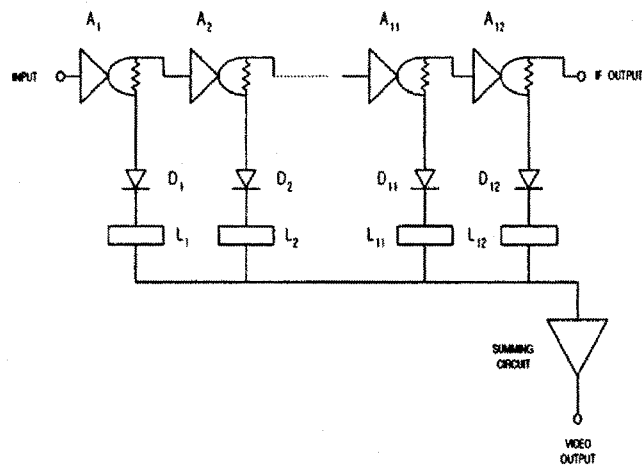 A1 A2 A11 A12
INPUT IF OUTPUT
D1 D2 D11 D12
L1 L2 L11 L12
SUMMING
CIRCUIT
VIDEO
OUTPUT